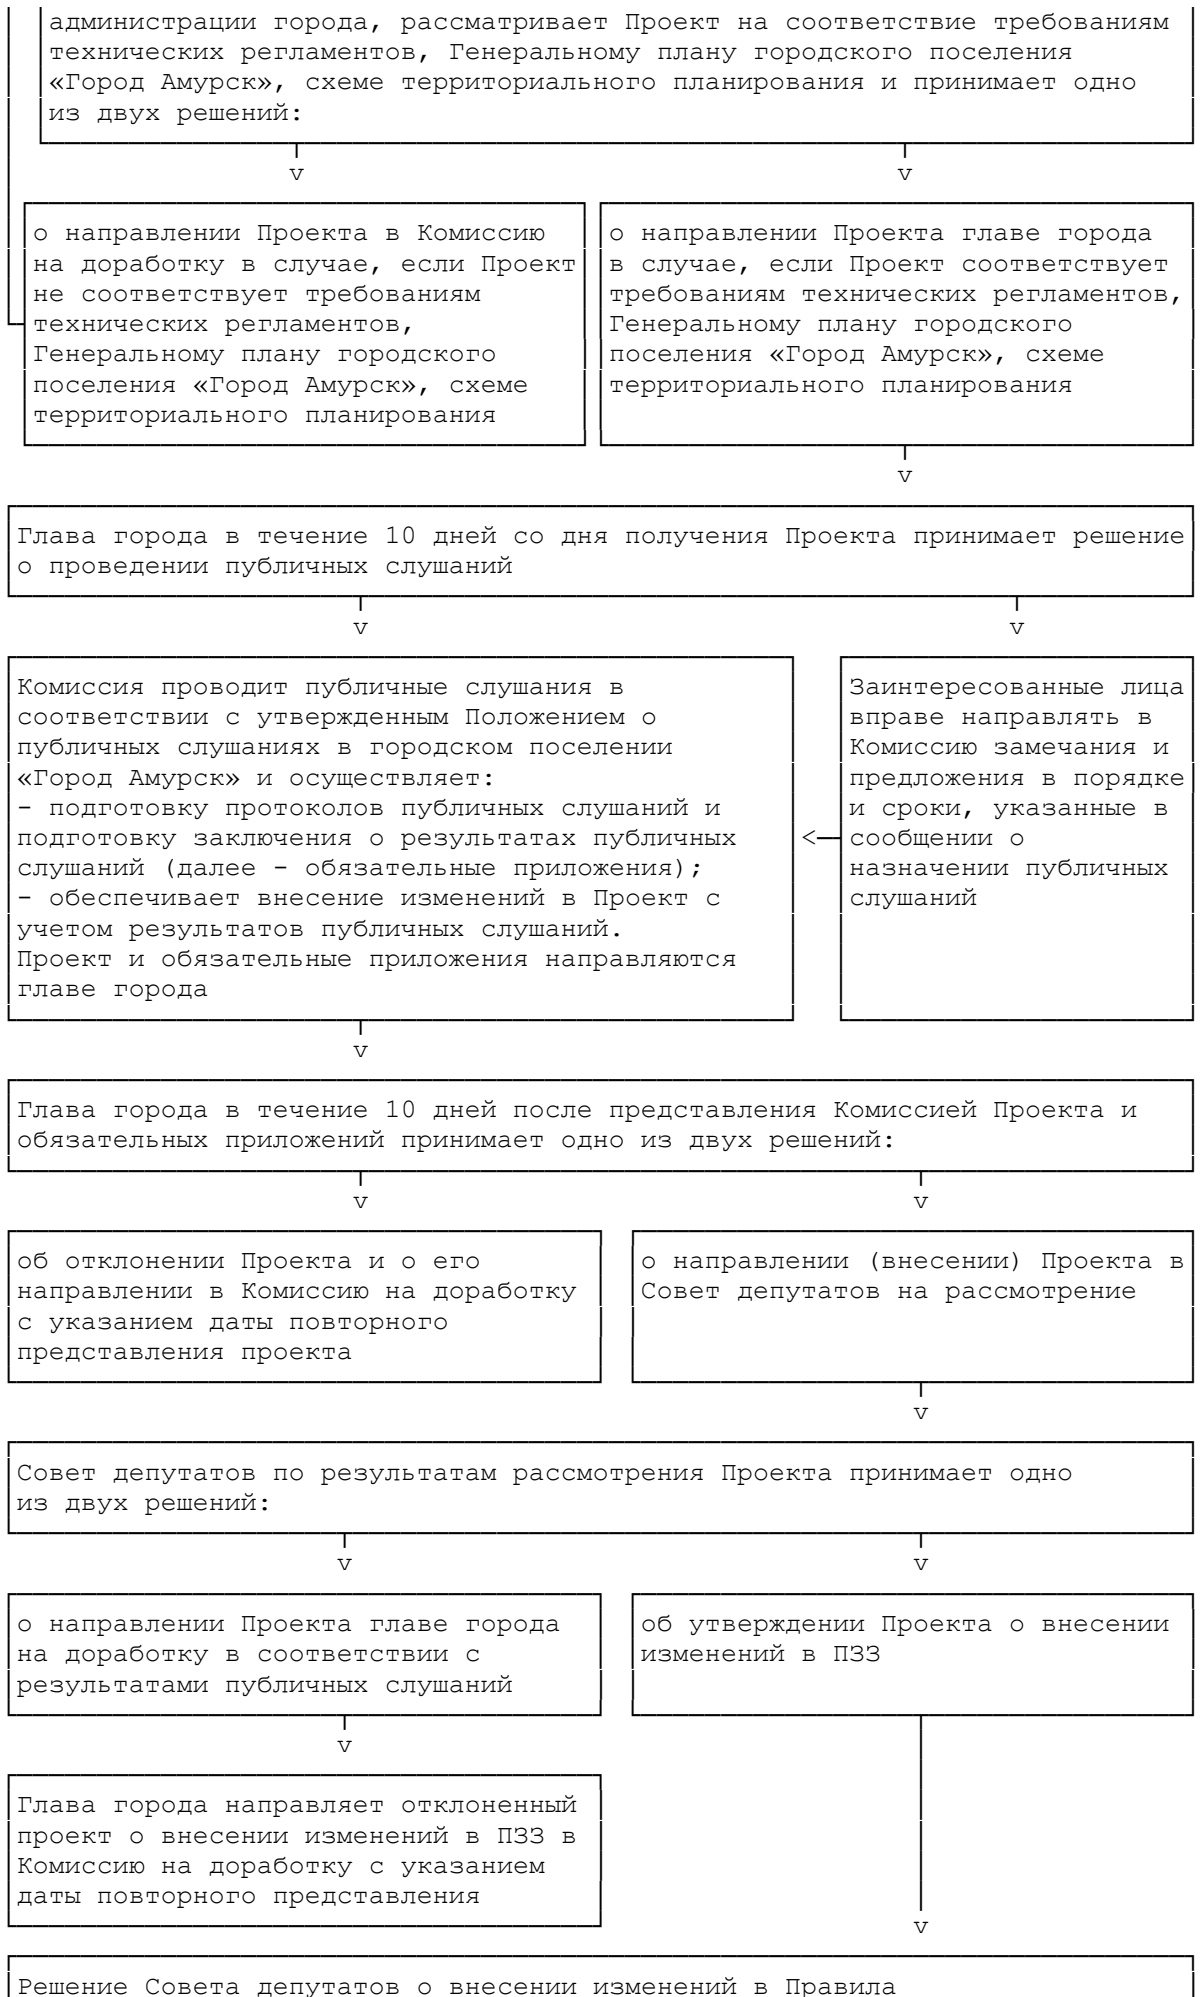 администрации города, рассматривает Проект на соответствие требованиям
технических регламентов, Генеральному плану городского поселения
«Город Амурск», схеме территориального планирования и принимает одно
из двух решений:
v
v
о направлении Проекта в Комиссию
на доработку в случае, если Проект
не соответствует требованиям
технических регламентов,
Генеральному плану городского
поселения «Город Амурск», схеме
территориального планирования
о направлении Проекта главе города
в случае, если Проект соответствует
требованиям технических регламентов,
Генеральному плану городского
поселения «Город Амурск», схеме
территориального планирования
v
Глава города в течение 10 дней со дня получения Проекта принимает решение
о проведении публичных слушаний
v
v
Комиссия проводит публичные слушания в
соответствии с утвержденным Положением о
публичных слушаниях в городском поселении
«Город Амурск» и осуществляет:
- подготовку протоколов публичных слушаний и
подготовку заключения о результатах публичных
слушаний (далее - обязательные приложения);
- обеспечивает внесение изменений в Проект с
учетом результатов публичных слушаний.
Проект и обязательные приложения направляются
главе города
<
Заинтересованные лица
вправе направлять в
Комиссию замечания и
предложения в порядке
и сроки, указанные в
сообщении о
назначении публичных
слушаний
v
Глава города в течение 10 дней после представления Комиссией Проекта и
обязательных приложений принимает одно из двух решений:
v
v
об отклонении Проекта и о его
направлении в Комиссию на доработку
с указанием даты повторного
представления проекта
о направлении (внесении) Проекта в
Совет депутатов на рассмотрение
v
Совет депутатов по результатам рассмотрения Проекта принимает одно
из двух решений:
v
v
о направлении Проекта главе города
на доработку в соответствии с
результатами публичных слушаний
об утверждении Проекта о внесении
изменений в ПЗЗ
v
Глава города направляет отклоненный
проект о внесении изменений в ПЗЗ в
Комиссию на доработку с указанием
даты повторного представления
v
Решение Совета депутатов о внесении изменений в Правила